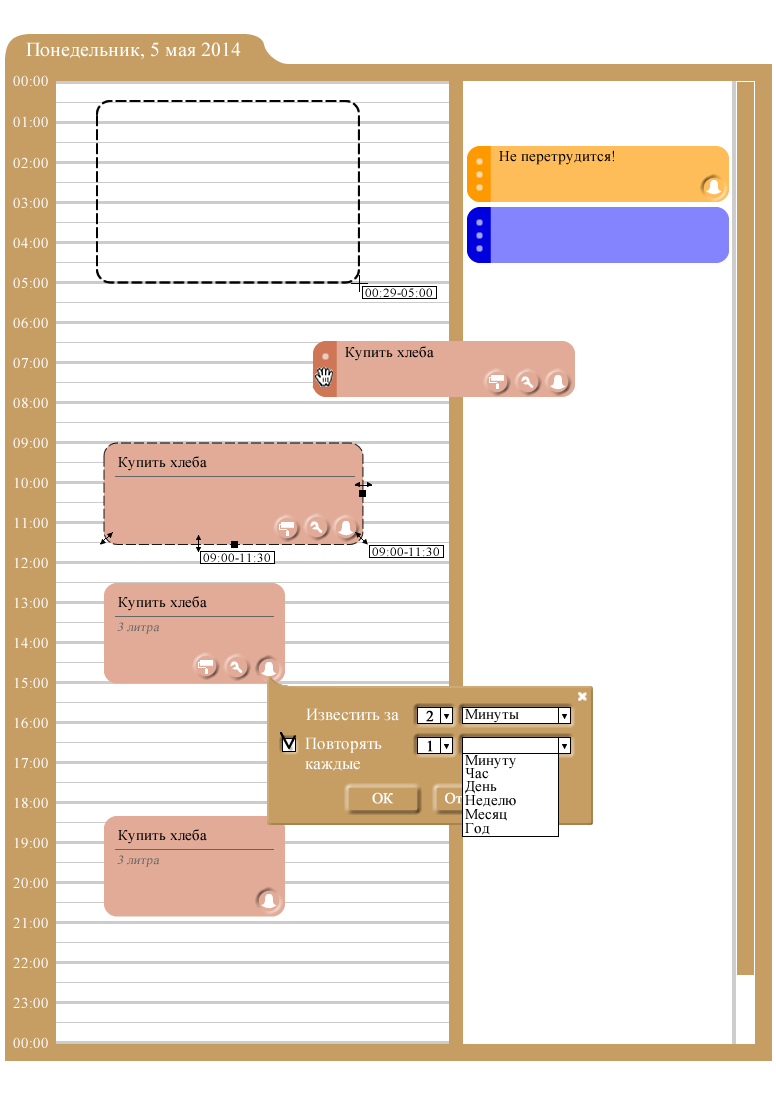 Понедельник, 5 мая 2014
00:00
01:00
02:00
03:00
04:00
05:00
06:00
07:00
08:00
09:00
10:00
11:00
12:00
13:00
14:00
15:00
16:00
17:00
18:00
19:00
20:00
21:00
22:00
23:00
00:00
00:29-05:00
Не перетрудится!
Купить хлеба
Купить хлеба
09:00-11:30
09:00-11:30
Купить хлеба
3 литра
Известить за 2 Минуты
Повторять 1
каждые
Минуту
Час
День
Неделю
Месяц
Год
ОК От
Купить хлеба
3 литра